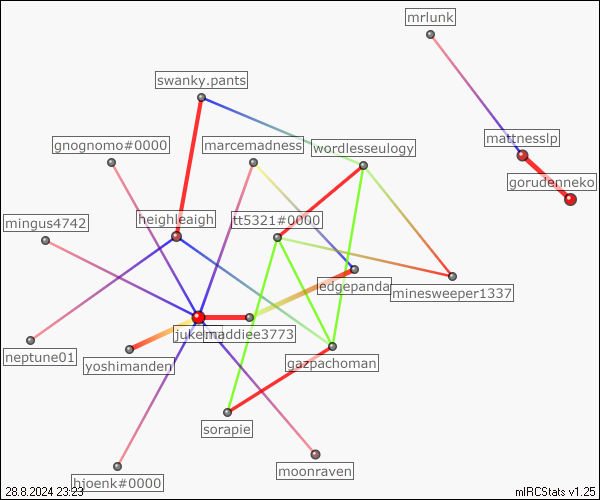 mrlunk
swanky.pants
gnognomo#0000
marcemadness
mattnesslp
wordlesseulogy
gorudenneko
mingus4742
heighleaigh
tt5321#0000
edgepanda
minesweeper1337
maddiee3773
neptune01
yoshimanden
gazpachoman
sorapie
moonraven
hjoenk#0000
28.8.2024 23:23
mIRCStats v1.25